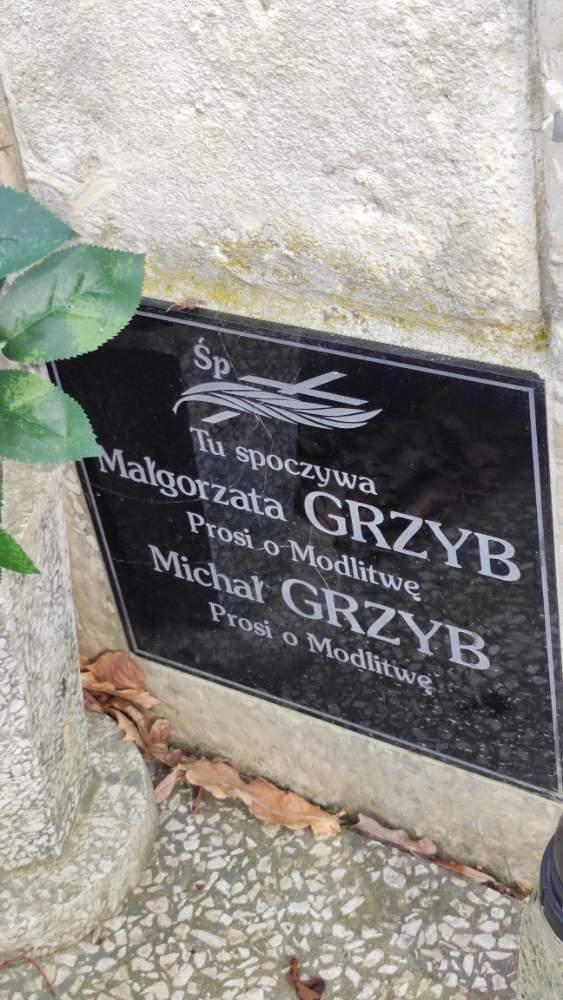 Śp
Tu spoczywa
Małgorzata GRZYB
Prosi o Modlitwę
Michał GRZYB
Prosi o Modlitwę